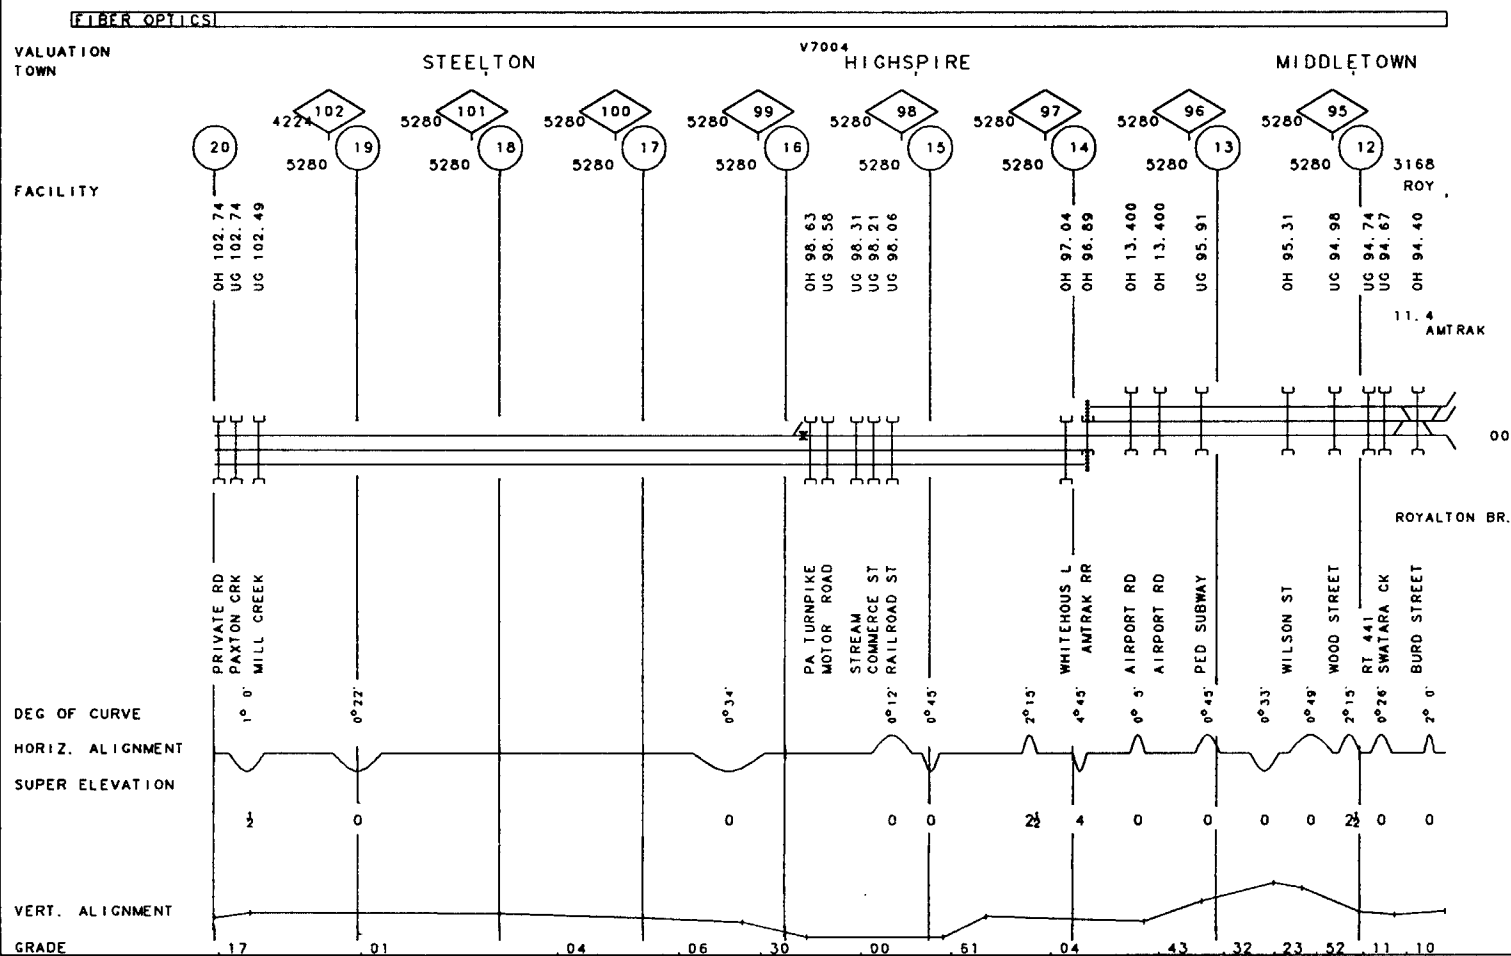 FIBER OPTICS
VALUATION V7004
TOWN STEELTON HIGHSPIRE MIDDLETOWN
102 101 100 99 98 97 96 95
4224 5280 5280 5280 5280 5280 5280 5280
20 19 18 17 16 15 14 13 12
5280 5280 5280 5280 5280 5280 5280 5280 3168
FACILITY ROY
OH 102.74
UG 102.74
UG 102.49
OH 98.63
UG 98.58
UG 98.31
UG 98.21
UG 98.06
OH 97.04
OH 96.89
OH 13.400
OH 13.400
UG 95.91
OH 95.31
UG 94.98
UG 94.74
UG 94.67
OH 94.40
11.4
AMTRAK
00
ROYALTON BR.
PRIVATE RD
PAXTON CRK
MILL CREEK
PA TURNPIKE
MOTOR ROAD
STREAM
COMMERCE ST
RAILROAD ST
WHITEHOUS L
AMTRAK RR
AIRPORT RD
AIRPORT RD
PED SUBWAY
WILSON ST
WOOD STREET
RT 441
SWATARA CK
BURD STREET
DEG OF CURVE 1° 0' 0°22' 0°34' 0°12' 0°45' 2°15' 4°45' 0° 5' 0°45' 0°33' 0°49' 2°15' 0°26' 2° 0'
HORIZ. ALIGNMENT
SUPER ELEVATION
½ 0 0 0 0 2½ 4 0 0 0 0 2½ 0 0
VERT. ALIGNMENT
GRADE .17 .01 .04 .06 .30 .00 .61 .04 .43 .32 .23 .52 .11 .10